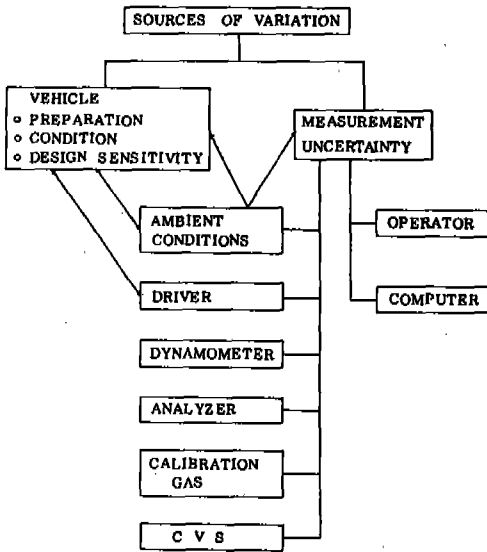 SOURCES OF VARIATION
VEHICLE
○ PREPARATION
○ CONDITION
○ DESIGN SENSITIVITY
MEASUREMENT
UNCERTAINTY
AMBIENT
CONDITIONS
OPERATOR
DRIVER
COMPUTER
DYNAMOMETER
ANALYZER
CALIBRATION
GAS
C V S